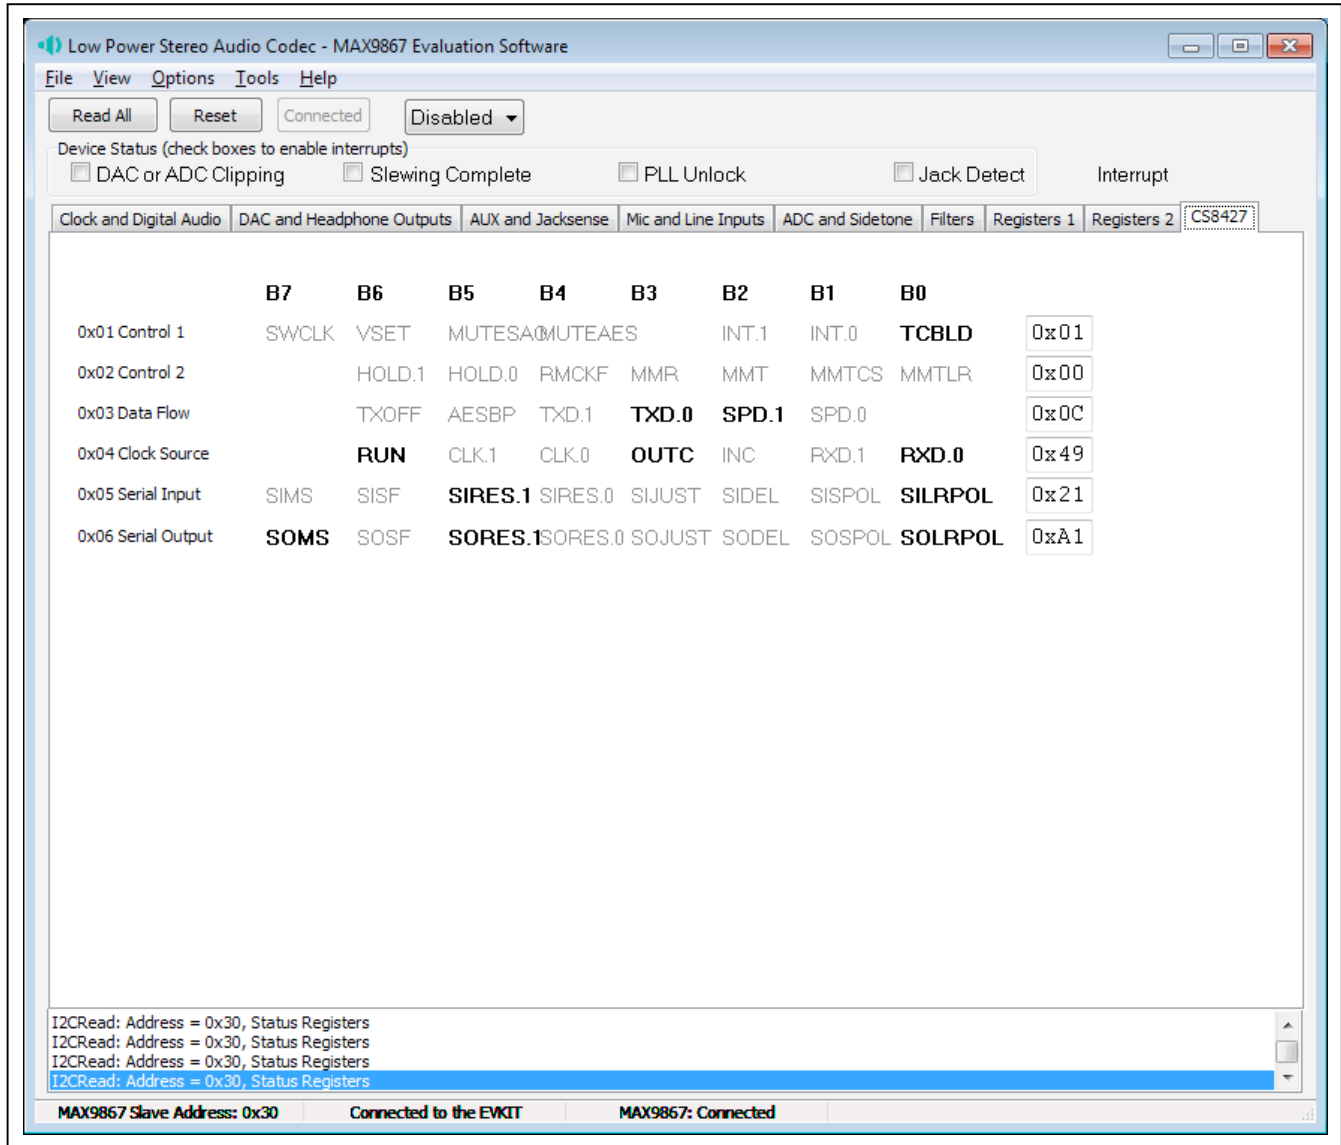 Low Power Stereo Audio Codec - MAX9867 Evaluation Software
File View Options Tools Help
Read All Reset Connected Disabled
Device Status (check boxes to enable interrupts)
DAC or ADC Clipping Slewing Complete PLL Unlock Jack Detect Interrupt
Clock and Digital Audio DAC and Headphone Outputs AUX and Jacksense Mic and Line Inputs ADC and Sidetone Filters Registers 1 Registers 2 CS8427
B7 B6 B5 B4 B3 B2 B1 B0
0x01 Control 1 SWCLK VSET MUTESAO MUTEAES INT.1 INT.0 TCBLD 0x01
0x02 Control 2 HOLD.1 HOLD.0 RMCKF MMR MMT MMTCS MMTLR 0x00
0x03 Data Flow TXOFF AESBP TXD.1 TXD.0 SPD.1 SPD.0 0x0C
0x04 Clock Source RUN CLK.1 CLK.0 OUTC INC RXD.1 RXD.0 0x49
0x05 Serial Input SIMS SISF SIRES.1 SIRES.0 SIJUST SIDEL SISPOL SILRPOL 0x21
0x06 Serial Output SOMS SOSF SORES.1 SORES.0 SOJUST SODEL SOSPOL SOLRPOL 0xA1
I2CRead: Address = 0x30, Status Registers
I2CRead: Address = 0x30, Status Registers
I2CRead: Address = 0x30, Status Registers
I2CRead: Address = 0x30, Status Registers
MAX9867 Slave Address: 0x30 Connected to the EVKIT MAX9867: Connected